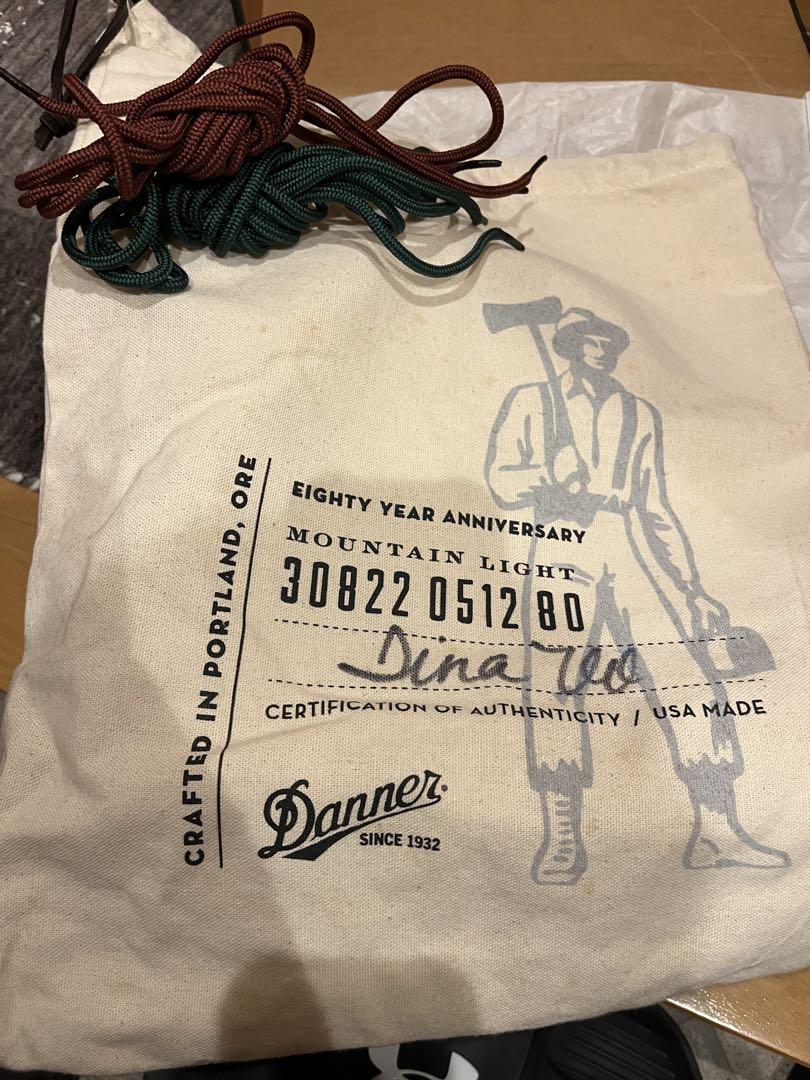 CRAFTED IN PORTLAND, ORE
EIGHTY YEAR ANNIVERSARY
MOUNTAIN LIGHT
30822 0512 80
Dina
CERTIFICATION OF AUTHENTICITY / USA MADE
Danner
SINCE 1932